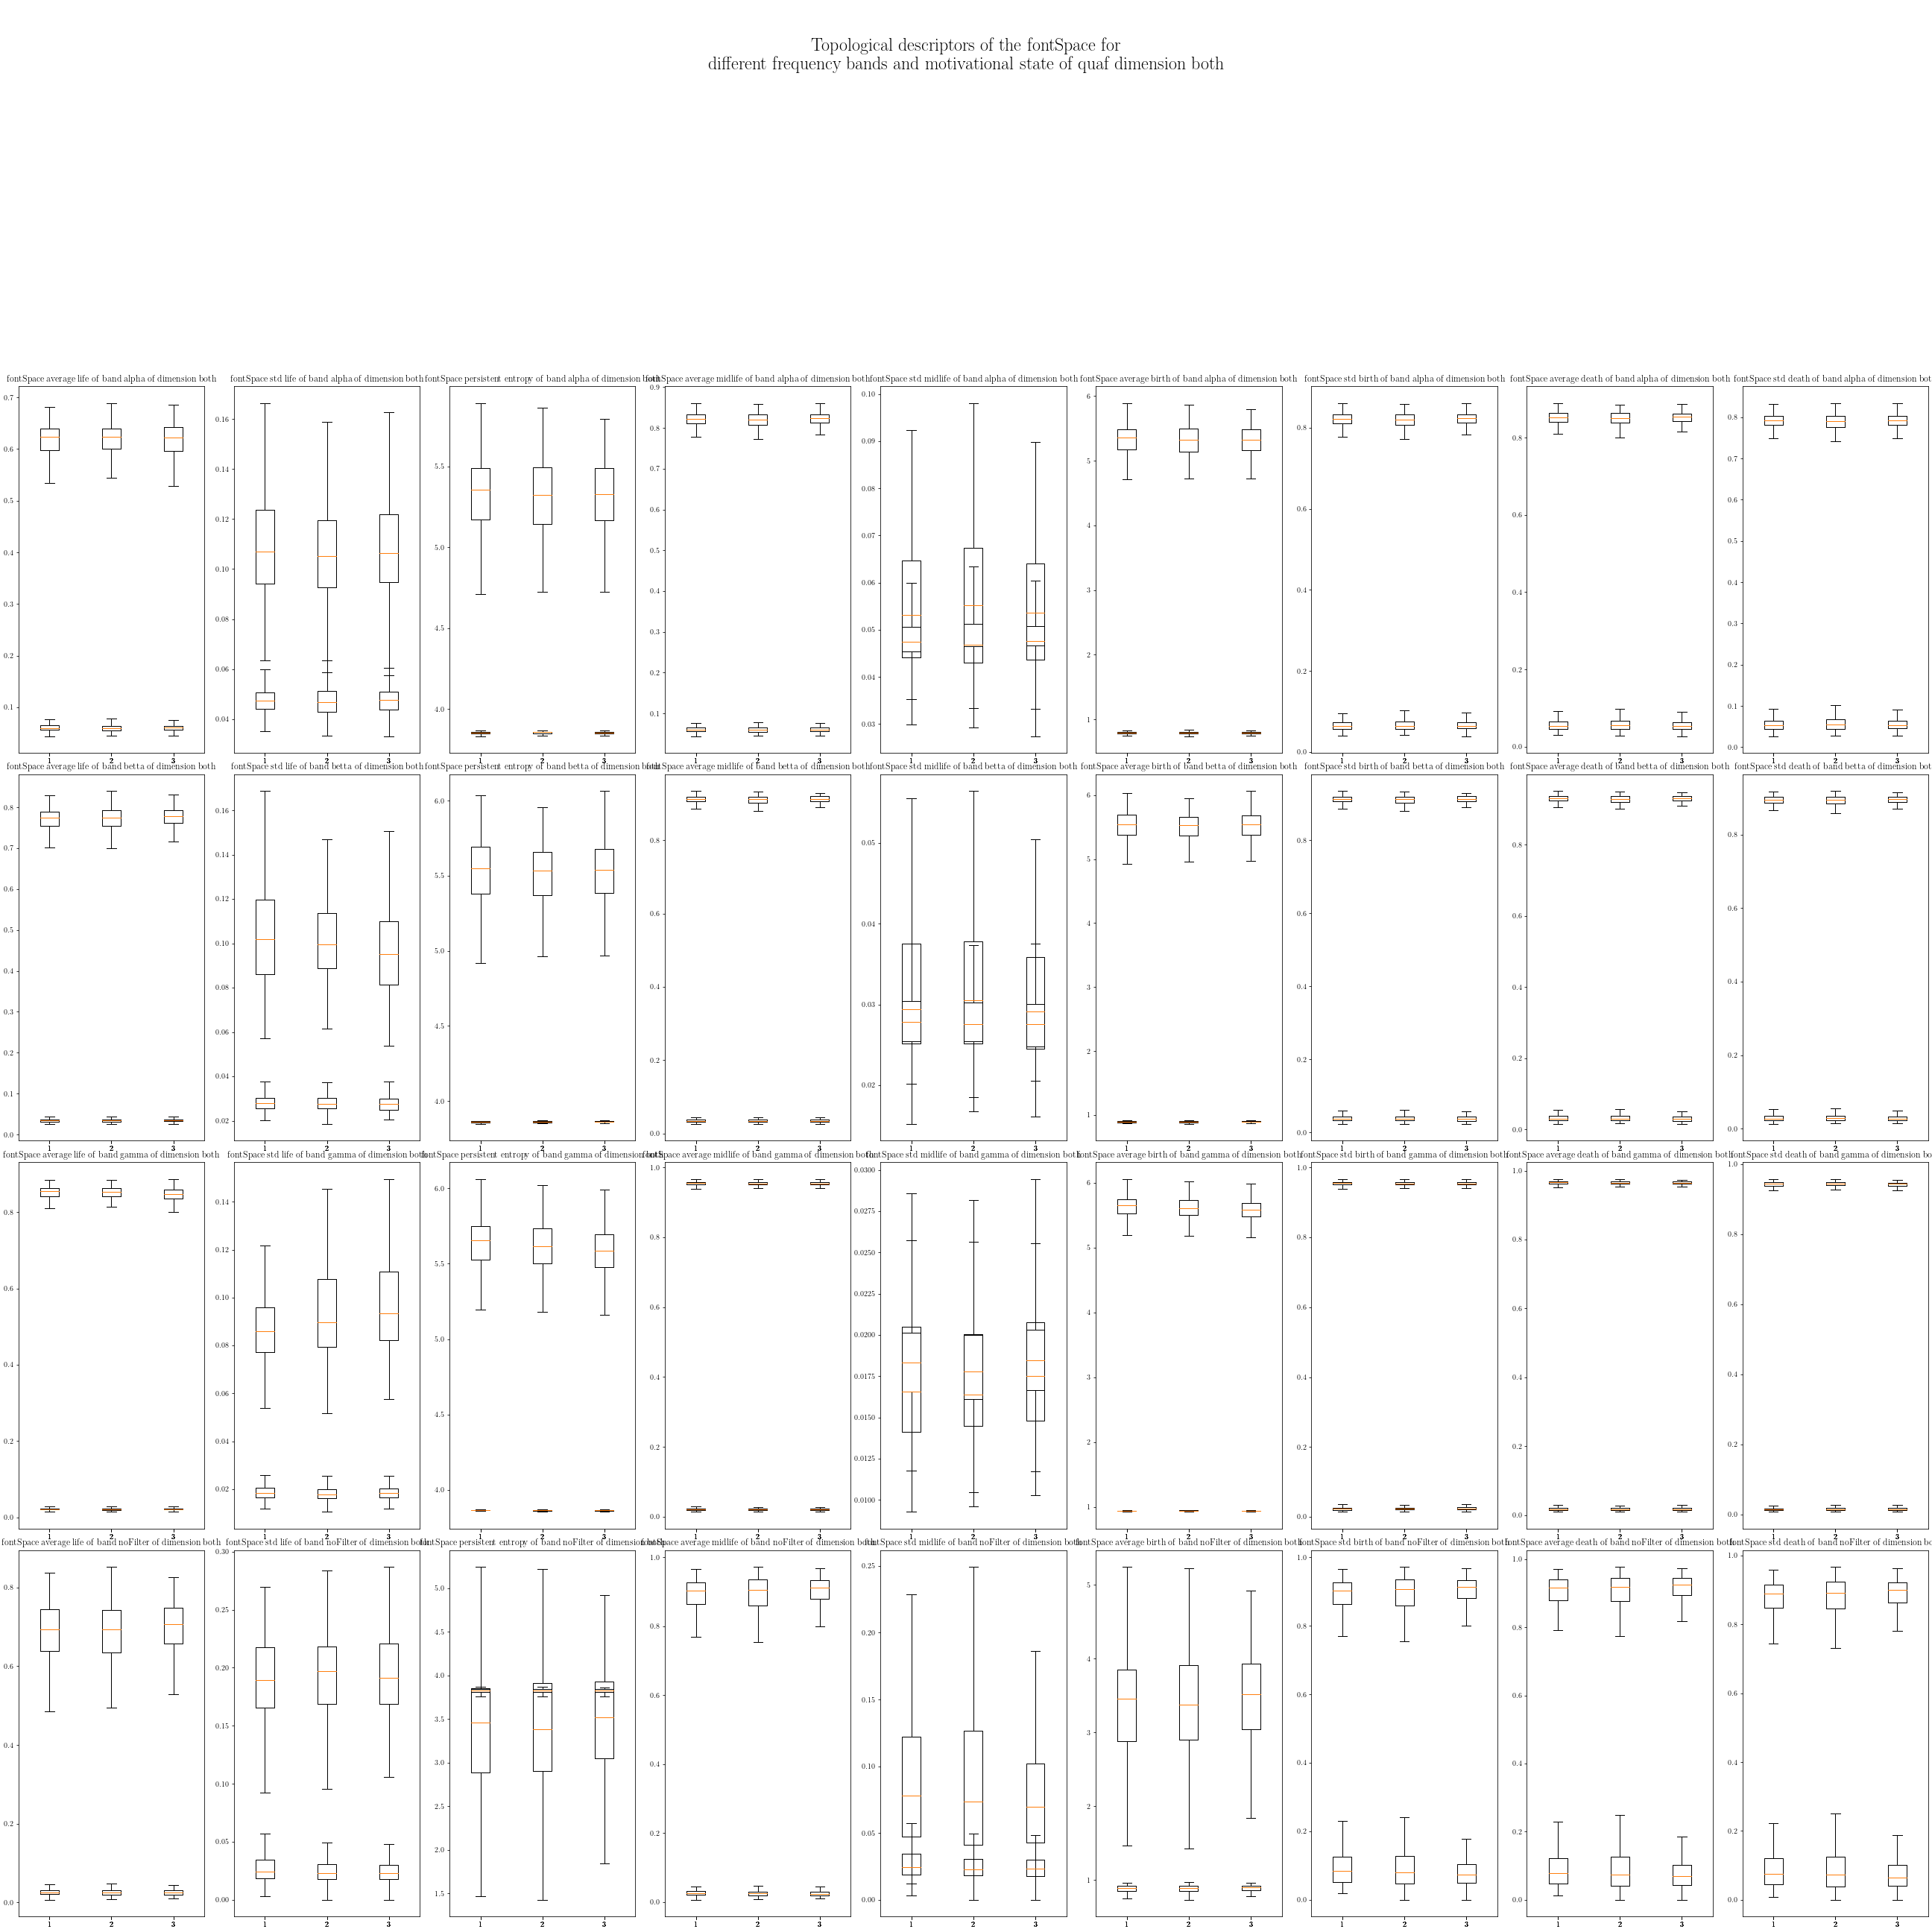 Topological descriptors of the fontSpace for
different frequency bands and motivational state of quaf dimension both
fontSpace average life of band alpha of dimension both
fontSpace std life of band alpha of dimension both
fontSpace persistent entropy of band alpha of dimension both
fontSpace average midlife of band alpha of dimension both
fontSpace std midlife of band alpha of dimension both
fontSpace average birth of band alpha of dimension both
fontSpace std birth of band alpha of dimension both
fontSpace average death of band alpha of dimension both
fontSpace std death of band alpha of dimension both
fontSpace average life of band betta of dimension both
fontSpace std life of band betta of dimension both
fontSpace persistent entropy of band betta of dimension both
fontSpace average midlife of band betta of dimension both
fontSpace std midlife of band betta of dimension both
fontSpace average birth of band betta of dimension both
fontSpace std birth of band betta of dimension both
fontSpace average death of band betta of dimension both
fontSpace std death of band betta of dimension both
fontSpace average life of band gamma of dimension both
fontSpace std life of band gamma of dimension both
fontSpace persistent entropy of band gamma of dimension both
fontSpace average midlife of band gamma of dimension both
fontSpace std midlife of band gamma of dimension both
fontSpace average birth of band gamma of dimension both
fontSpace std birth of band gamma of dimension both
fontSpace average death of band gamma of dimension both
fontSpace std death of band gamma of dimension both
fontSpace average life of band noFilter of dimension both
fontSpace std life of band noFilter of dimension both
fontSpace persistent entropy of band noFilter of dimension both
fontSpace average midlife of band noFilter of dimension both
fontSpace std midlife of band noFilter of dimension both
fontSpace average birth of band noFilter of dimension both
fontSpace std birth of band noFilter of dimension both
fontSpace average death of band noFilter of dimension both
fontSpace std death of band noFilter of dimension both